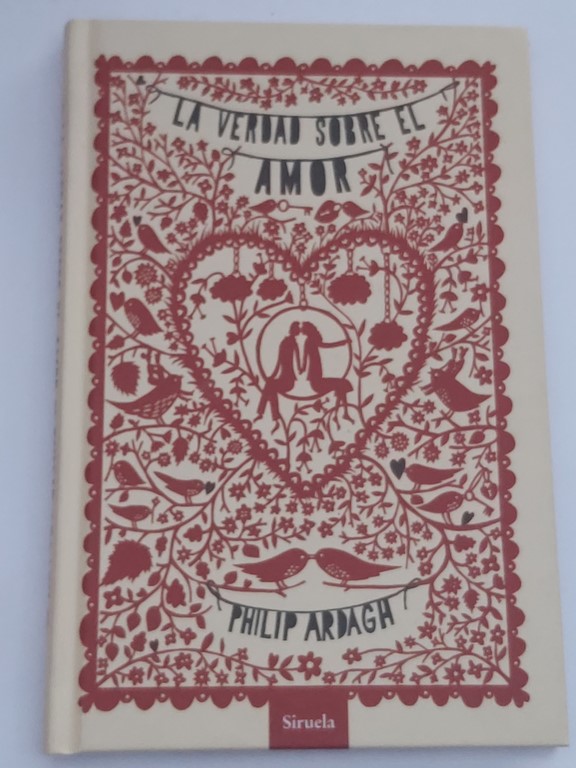 LA VERDAD SOBRE EL
AMOR
PHILIP ARDAGH
Siruela